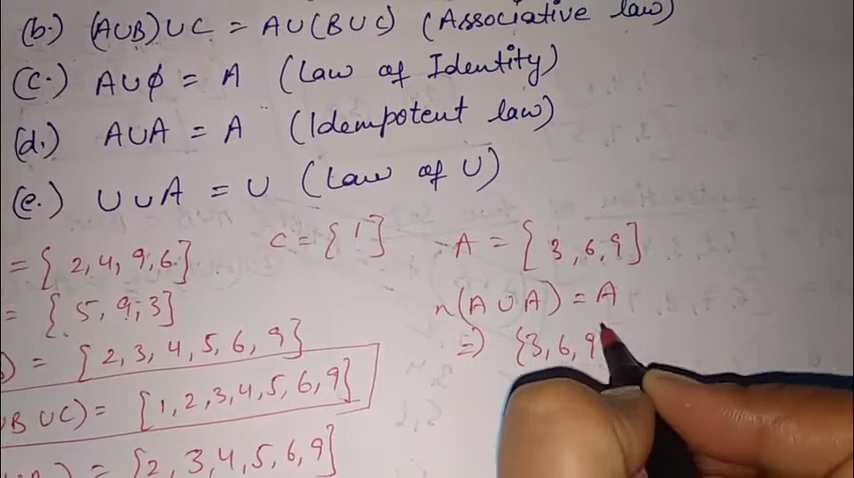 (b.) (A∪B)∪C = A∪(B∪C) (Associative law)
(c.) A∪ϕ = A (Law of Identity)
(d.) A∪A = A (Idempotent law)
(e.) U∪A = U (Law of U)
= {2,4,9,6} C = {1} A = {3,6,9}
= {5,9,3} n(A∪A) = A
) = {2,3,4,5,6,9} => {3,6,9
∪B∪C) = {1,2,3,4,5,6,9}
) = {2,3,4,5,6,9}